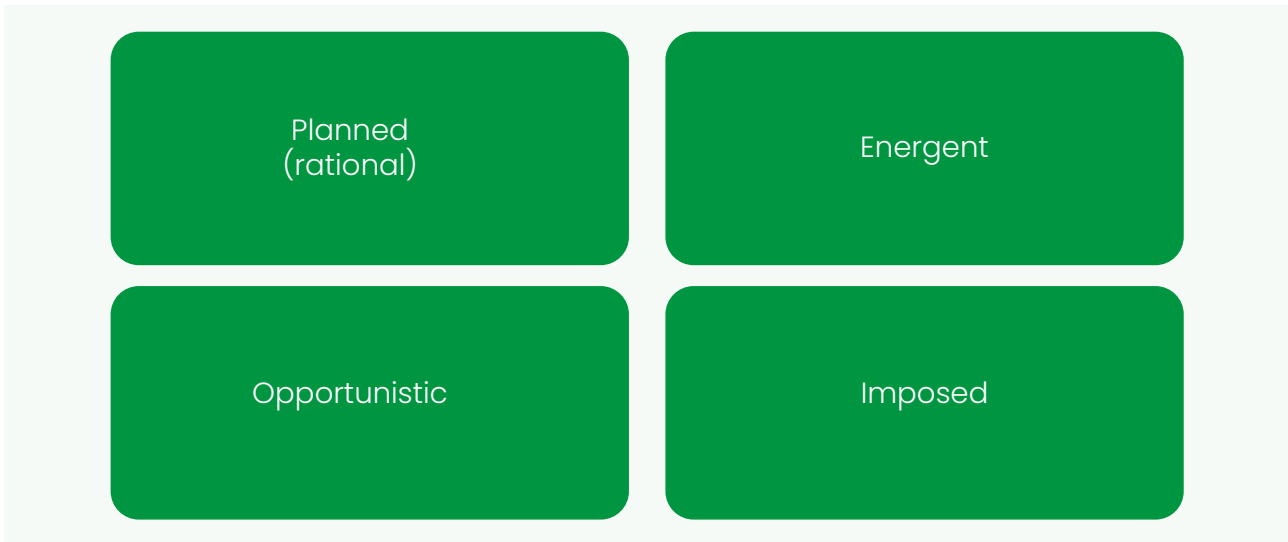 Planned
(rational)
Energent
Opportunistic
Imposed